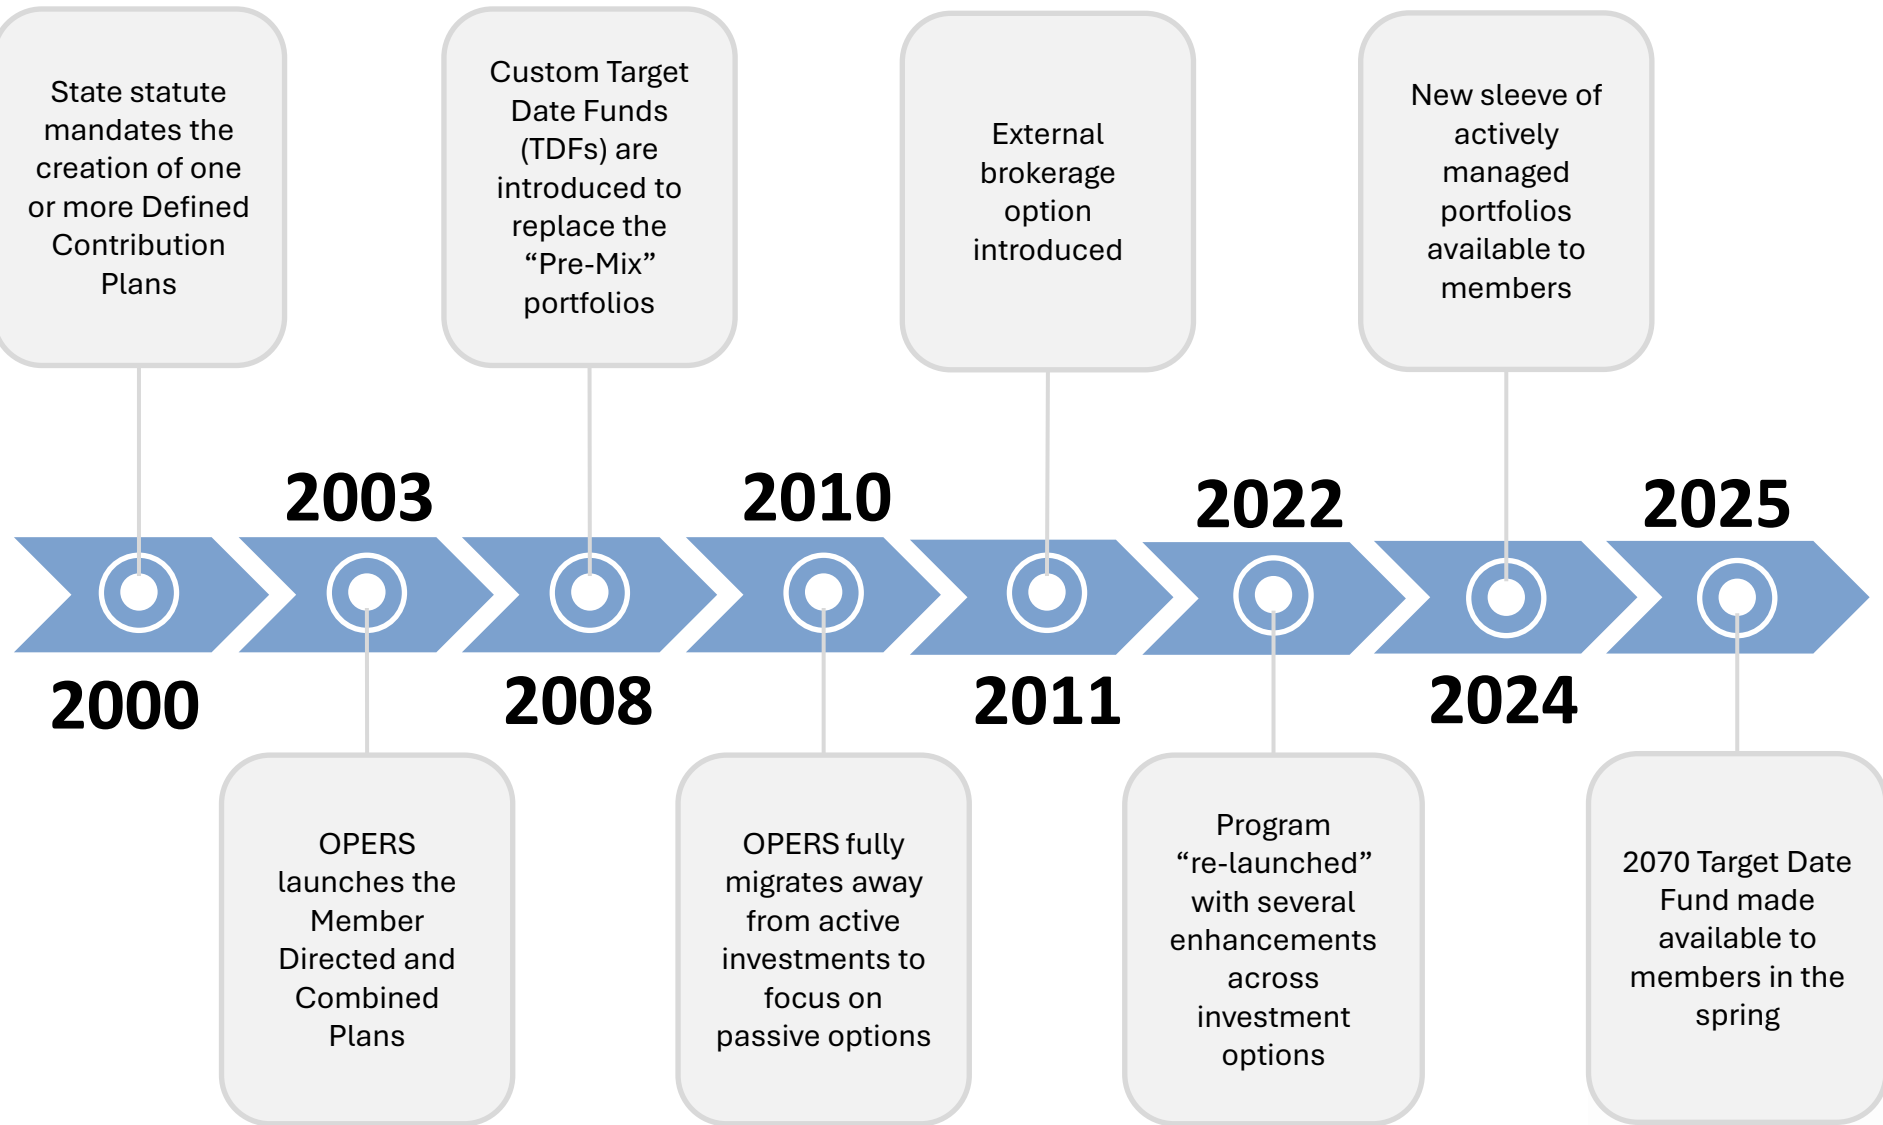 State statute
mandates the
creation of one
or more Defined
Contribution
Plans
Custom Target
Date Funds
(TDFs) are
introduced to
replace the
“Pre-Mix”
portfolios
External
brokerage
option
introduced
New sleeve of
actively
managed
portfolios
available to
members
2003
2010
2022
2025
2000
2008
2011
2024
OPERS
launches the
Member
Directed and
Combined
Plans
OPERS fully
migrates away
from active
investments to
focus on
passive options
Program
“re-launched”
with several
enhancements
across
investment
options
2070 Target Date
Fund made
available to
members in the
spring